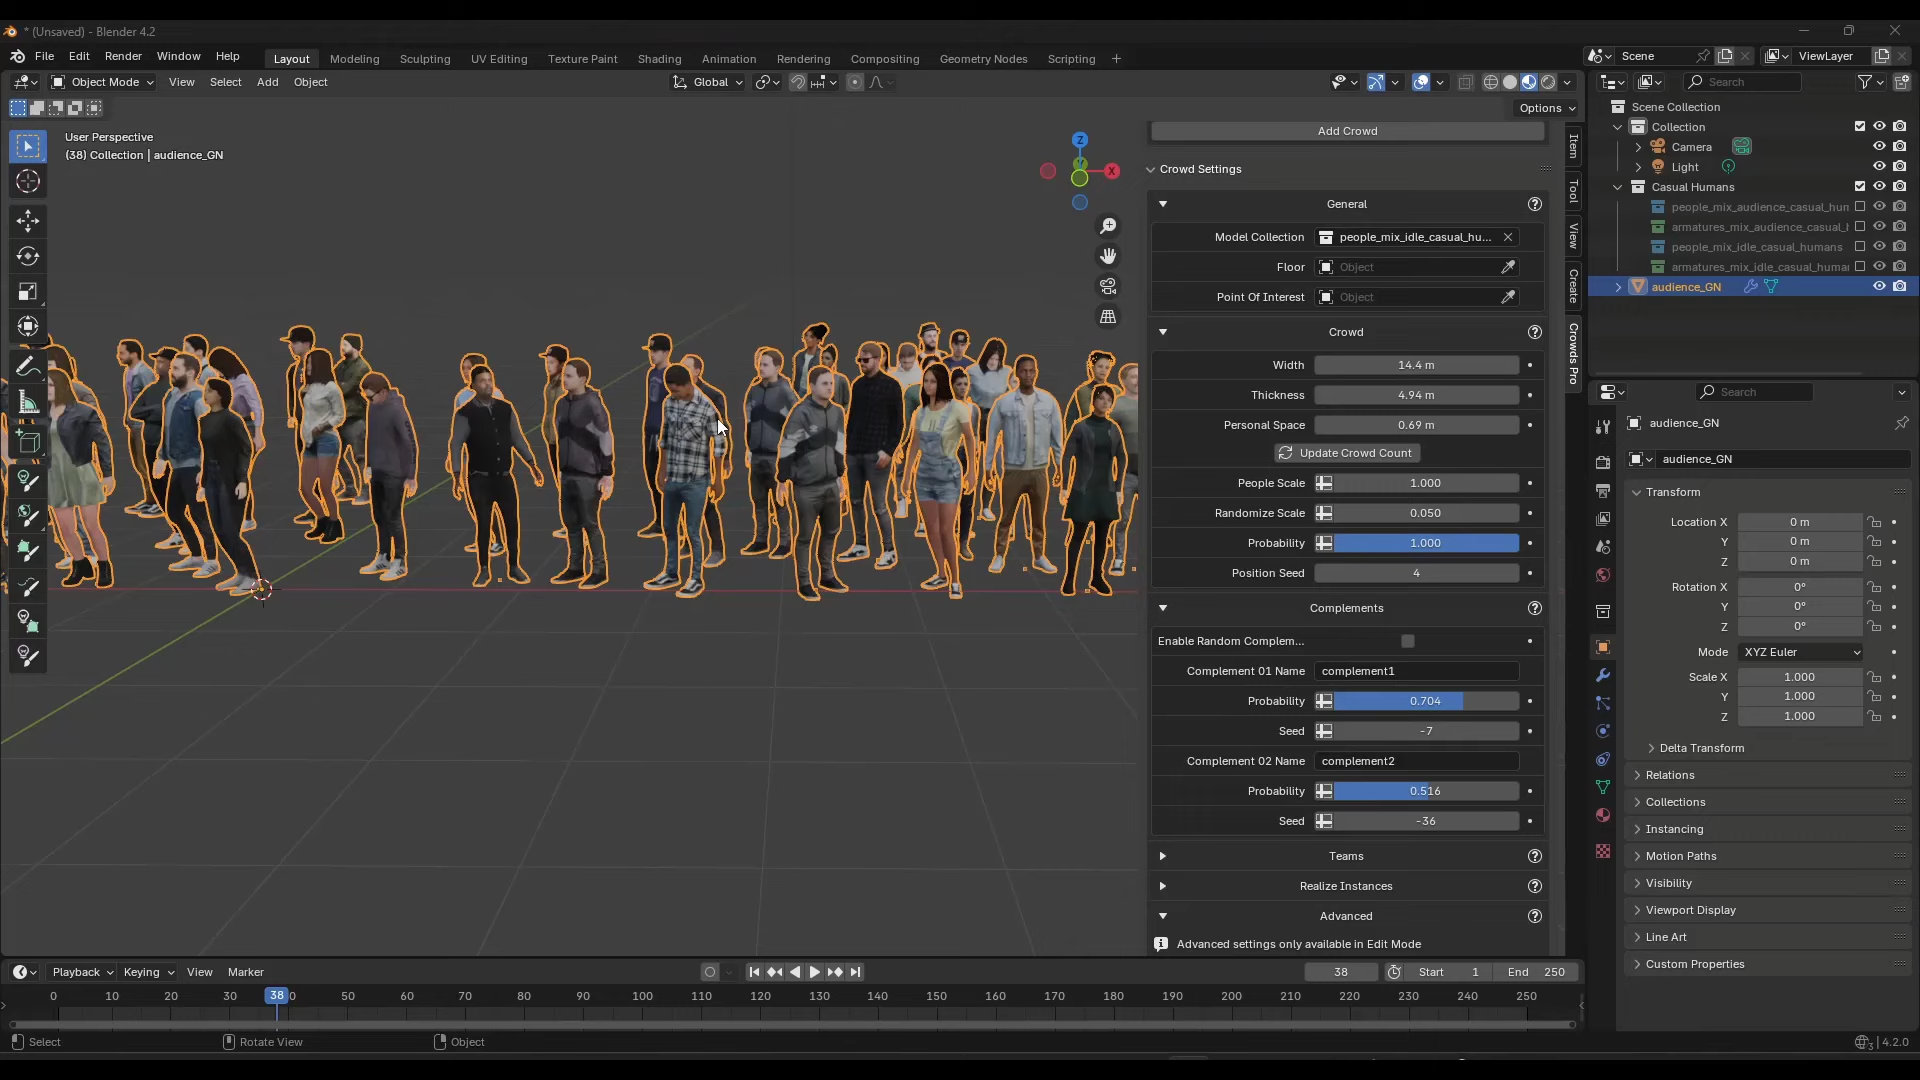 * (Unsaved) - Blender 4.2
File Edit Render Window Help
Layout Modeling Sculpting UV Editing Texture Paint Shading Animation Rendering Compositing Geometry Nodes Scripting +
Scene
ViewLayer
Object Mode View Select Add Object
Global
Options
Search
User Perspective
(38) Collection | audience_GN
Z
Y
X
Item
Tool
View
Create
Crowds Pro
Add Crowd
Crowd Settings
General
Model Collection people_mix_idle_casual_hu...
Floor Object
Point Of Interest Object
Crowd
Width 14.4 m
Thickness 4.94 m
Personal Space 0.69 m
Update Crowd Count
People Scale 1.000
Randomize Scale 0.050
Probability 1.000
Position Seed 4
Complements
Enable Random Complem...
Complement 01 Name complement1
Probability 0.704
Seed -7
Complement 02 Name complement2
Probability 0.516
Seed -36
Teams
Realize Instances
Advanced
Advanced settings only available in Edit Mode
Scene Collection
Collection
Camera
Light
Casual Humans
people_mix_audience_casual_hum
armatures_mix_audience_casual_h
people_mix_idle_casual_humans
armatures_mix_idle_casual_humar
audience_GN
Search
audience_GN
audience_GN
Transform
Location X 0 m
Y 0 m
Z 0 m
Rotation X 0°
Y 0°
Z 0°
Mode XYZ Euler
Scale X 1.000
Y 1.000
Z 1.000
Delta Transform
Relations
Collections
Instancing
Motion Paths
Visibility
Viewport Display
Line Art
Custom Properties
Playback Keying View Marker
38 Start 1 End 250
0 10 20 30 38 0 50 60 70 80 90 100 110 120 130 140 150 160 170 180 190 200 210 220 230 240 250
Select Rotate View Object
3 | 4.2.0